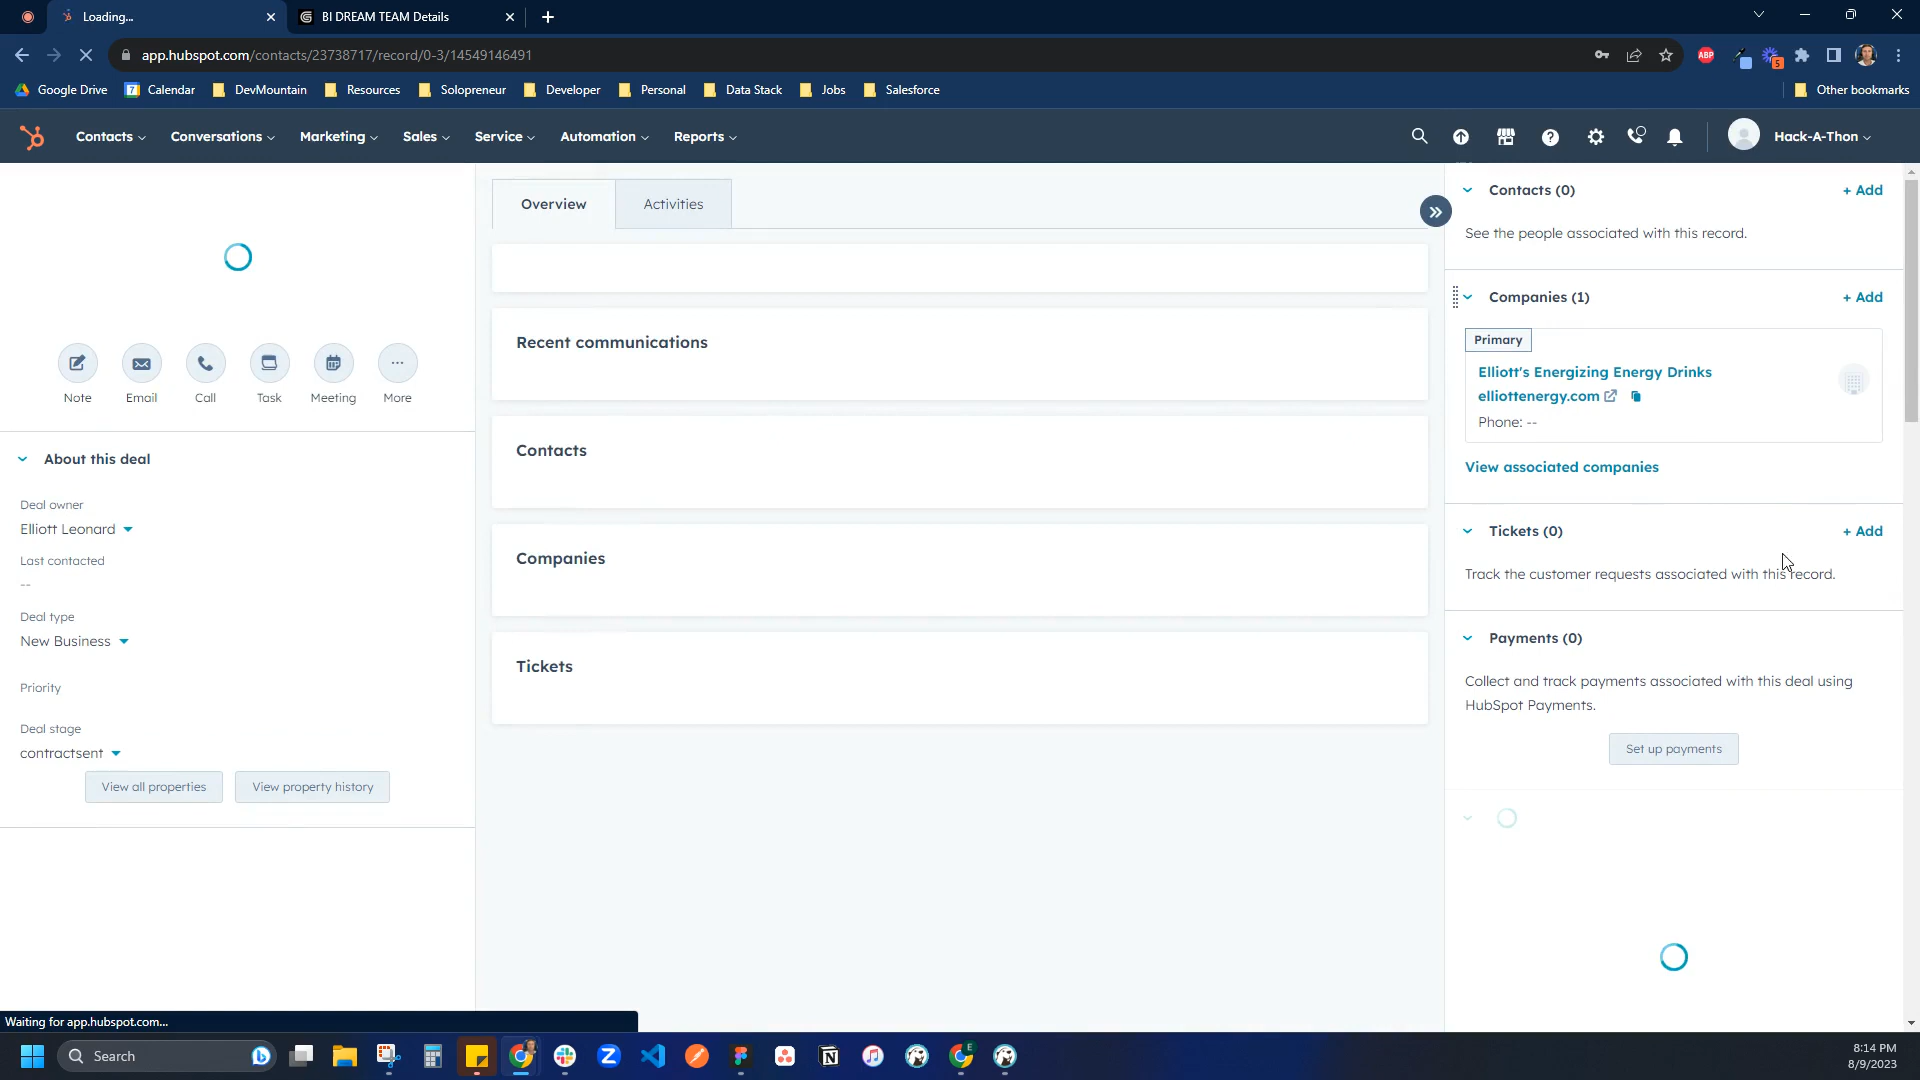 Loading...
BI DREAM TEAM Details
app.hubspot.com/contacts/23738717/record/0-3/14549146491
ABP
5
Google Drive
7
Calendar
DevMountain
Resources
Solopreneur
Developer
Personal
Data Stack
Jobs
Salesforce
Other bookmarks
Contacts
Conversations
Marketing
Sales
Service
Automation
Reports
Hack-A-Thon
Note
Email
Call
Task
Meeting
More
About this deal
Deal owner
Elliott Leonard
Last contacted
--
Deal type
New Business
Priority
Deal stage
contractsent
View all properties
View property history
Overview
Activities
Recent communications
Contacts
Companies
Tickets
Contacts (0)
+ Add
See the people associated with this record.
Companies (1)
+ Add
Primary
Elliott's Energizing Energy Drinks
elliottenergy.com
Phone: --
View associated companies
Tickets (0)
+ Add
Track the customer requests associated with this record.
Payments (0)
Collect and track payments associated with this deal using
HubSpot Payments.
Set up payments
Waiting for app.hubspot.com...
Search
E
8:14 PM
8/9/2023